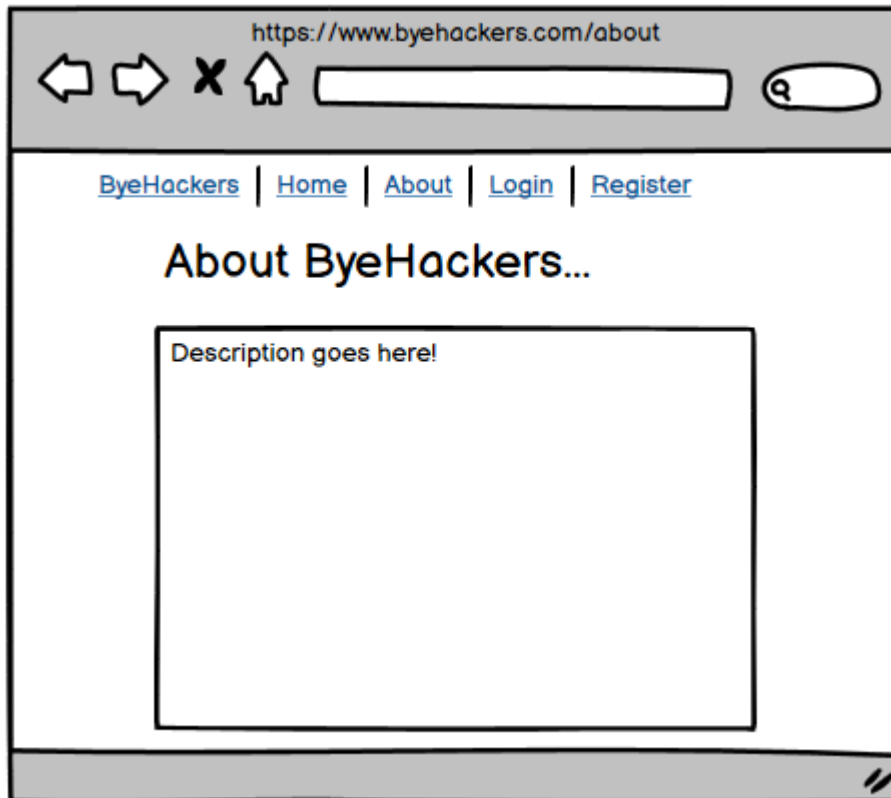 https://www.byehackers.com/about
ByeHackers Home About Login Register
About ByeHackers...
Description goes here!